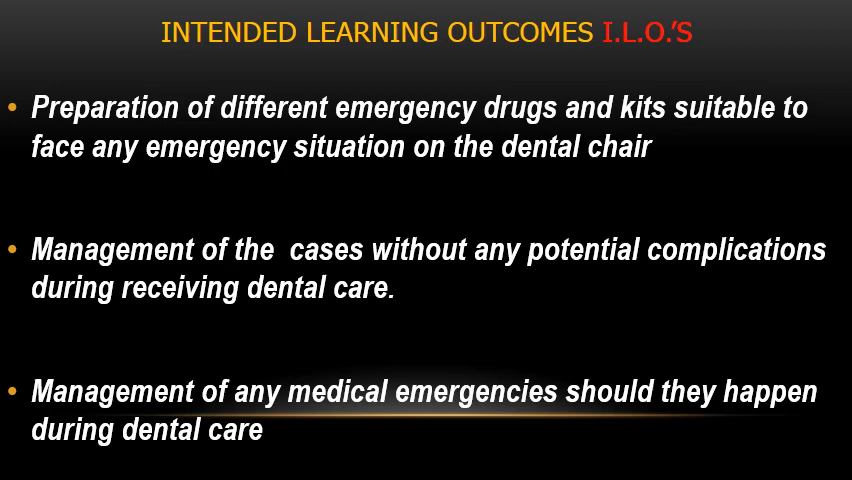 INTENDED LEARNING OUTCOMES I.L.O.'S
• Preparation of different emergency drugs and kits suitable to
face any emergency situation on the dental chair
• Management of the cases without any potential complications
during receiving dental care.
• Management of any medical emergencies should they happen
during dental care